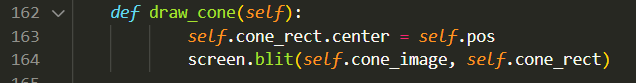 162 def draw_cone(self):
163 self.cone_rect.center = self.pos
164 screen.blit(self.cone_image, self.cone_rect)